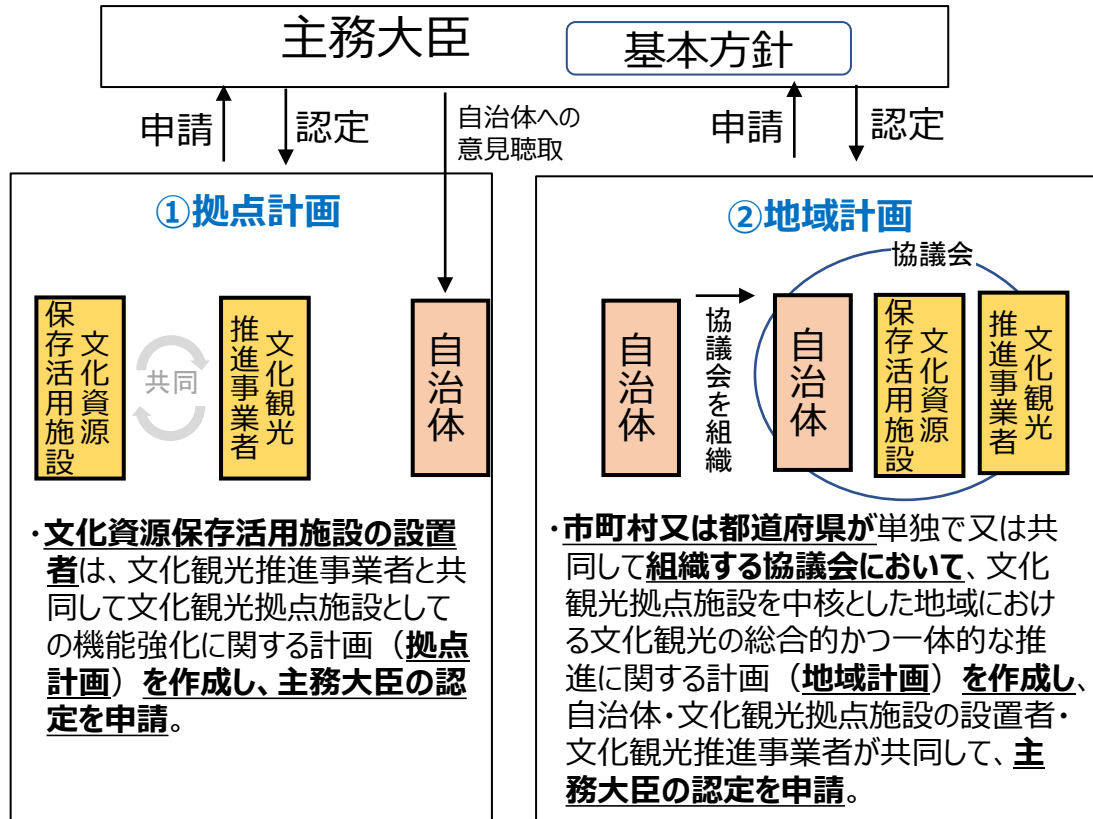 主務大臣
基本方針
申請
認定
自治体への
意見聴取
申請
認定
①拠点計画
文化資源
保存活用施設
共同
文化観光
推進事業者
自治体
・文化資源保存活用施設の設置
者は、文化観光推進事業者と共
同して文化観光拠点施設として
の機能強化に関する計画（拠点
計画）を作成し、主務大臣の認
定を申請。
②地域計画
協議会
自治体
協議会を組織
自治体
文化資源
保存活用施設
文化観光
推進事業者
・市町村又は都道府県が単独で又は共
同して組織する協議会において、文化
観光拠点施設を中核とした地域におけ
る文化観光の総合的かつ一体的な推
進に関する計画（地域計画）を作成し、
自治体・文化観光拠点施設の設置者・
文化観光推進事業者が共同して、主
務大臣の認定を申請。